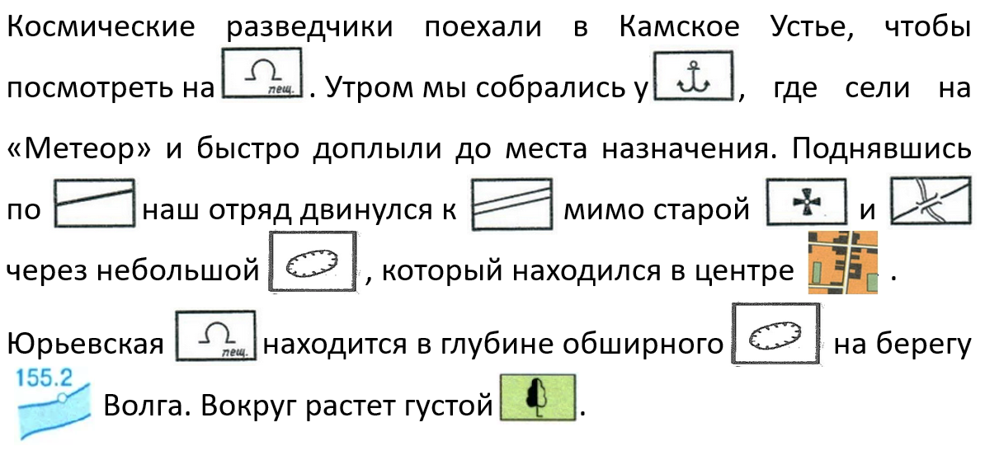 Космические разведчики поехали в Камское Устье, чтобы
посмотреть на пещ. . Утром мы собрались у , где сели на
«Метеор» и быстро доплыли до места назначения. Поднявшись
по наш отряд двинулся к мимо старой и
через небольшой , который находился в центре .
Юрьевская пещ. находится в глубине обширного на берегу
155.2 Волга. Вокруг растет густой .